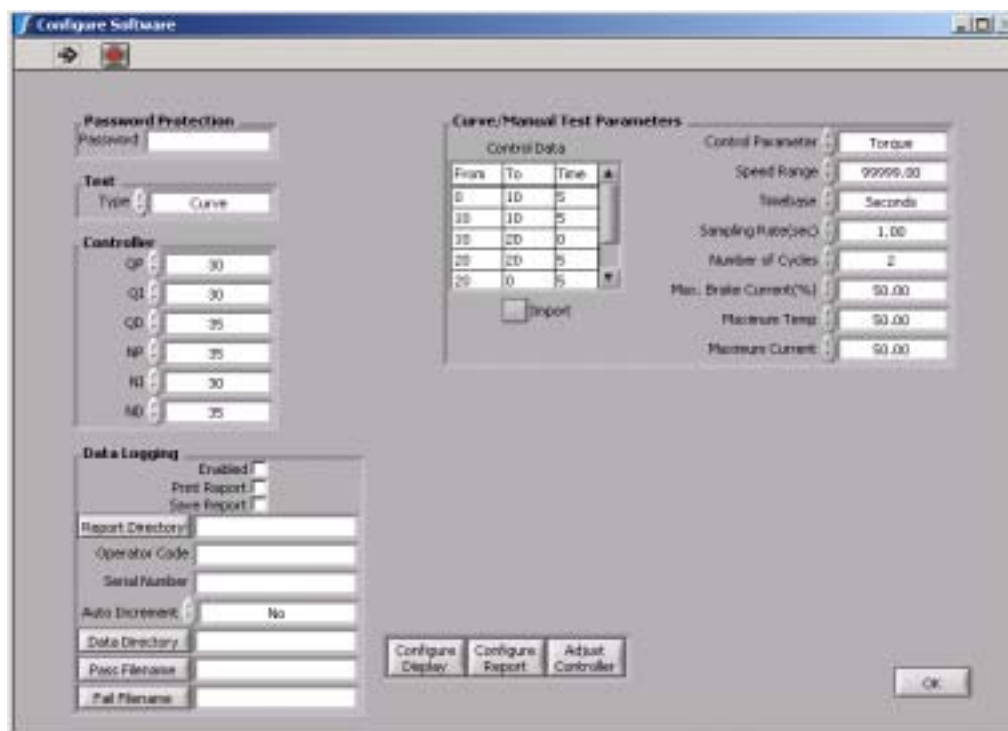 Configure Software
Password Protection
Password
Test
Type Curve
Controller
QP 30
QI 30
QD 35
NP 35
NI 30
ND 35
Data Logging
Enabled
Print Report
Save Report
Report Directory
Operator Code
Serial Number
Auto Increment No
Data Directory
Pass Filename
Fail Filename
Curve/Manual Test Parameters
Control Data
From To Time
0 10 5
10 10 5
10 20 0
20 20 5
20 0 5
Import
Control Parameter Torque
Speed Range 99999.00
Timebase Seconds
Sampling Rate(sec) 1.00
Number of Cycles 2
Max. Brake Current(%) 50.00
Maximum Temp 50.00
Maximum Current 50.00
Configure Display
Configure Report
Adjust Controller
OK